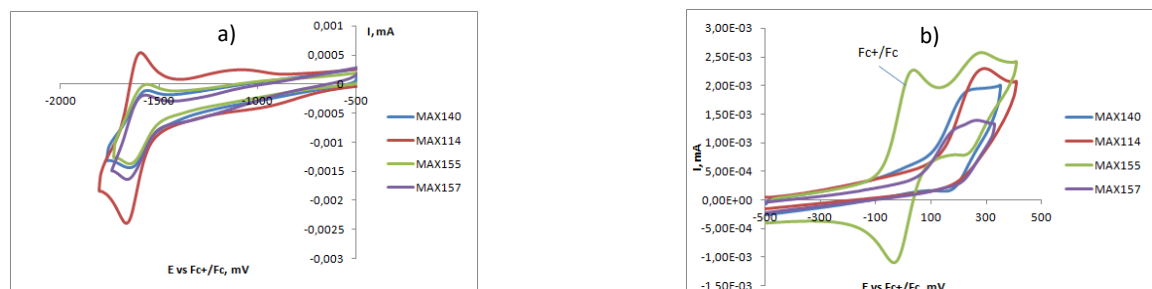 a)
I, mA
0,001
0,0005
0
-0,0005
-0,001
-0,0015
-0,002
-0,0025
-0,003
-2000 -1500 -1000 -500
MAX140
MAX114
MAX155
MAX157
E vs Fc+/Fc, mV
b)
Fc+/Fc
I, mA
3,00E-03
2,50E-03
2,00E-03
1,50E-03
1,00E-03
5,00E-04
0,00E+00
-5,00E-04
-1,00E-03
-1,50E-03
-500 -300 -100 100 300 500
MAX140
MAX114
MAX155
MAX157
E vs Fc+/Fc, mV